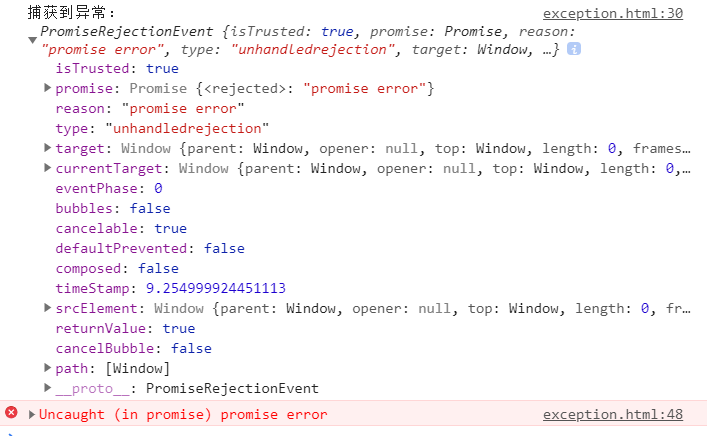 捕获到异常: exception.html:30
PromiseRejectionEvent {isTrusted: true, promise: Promise, reason:
"promise error", type: "unhandledrejection", target: Window, …} i
isTrusted: true
promise: Promise {<rejected>: "promise error"}
reason: "promise error"
type: "unhandledrejection"
target: Window {parent: Window, opener: null, top: Window, length: 0, frames…
currentTarget: Window {parent: Window, opener: null, top: Window, length: 0,…
eventPhase: 0
bubbles: false
cancelable: true
defaultPrevented: false
composed: false
timeStamp: 9.254999924451113
srcElement: Window {parent: Window, opener: null, top: Window, length: 0, fr…
returnValue: true
cancelBubble: false
path: [Window]
__proto__: PromiseRejectionEvent
Uncaught (in promise) promise error exception.html:48